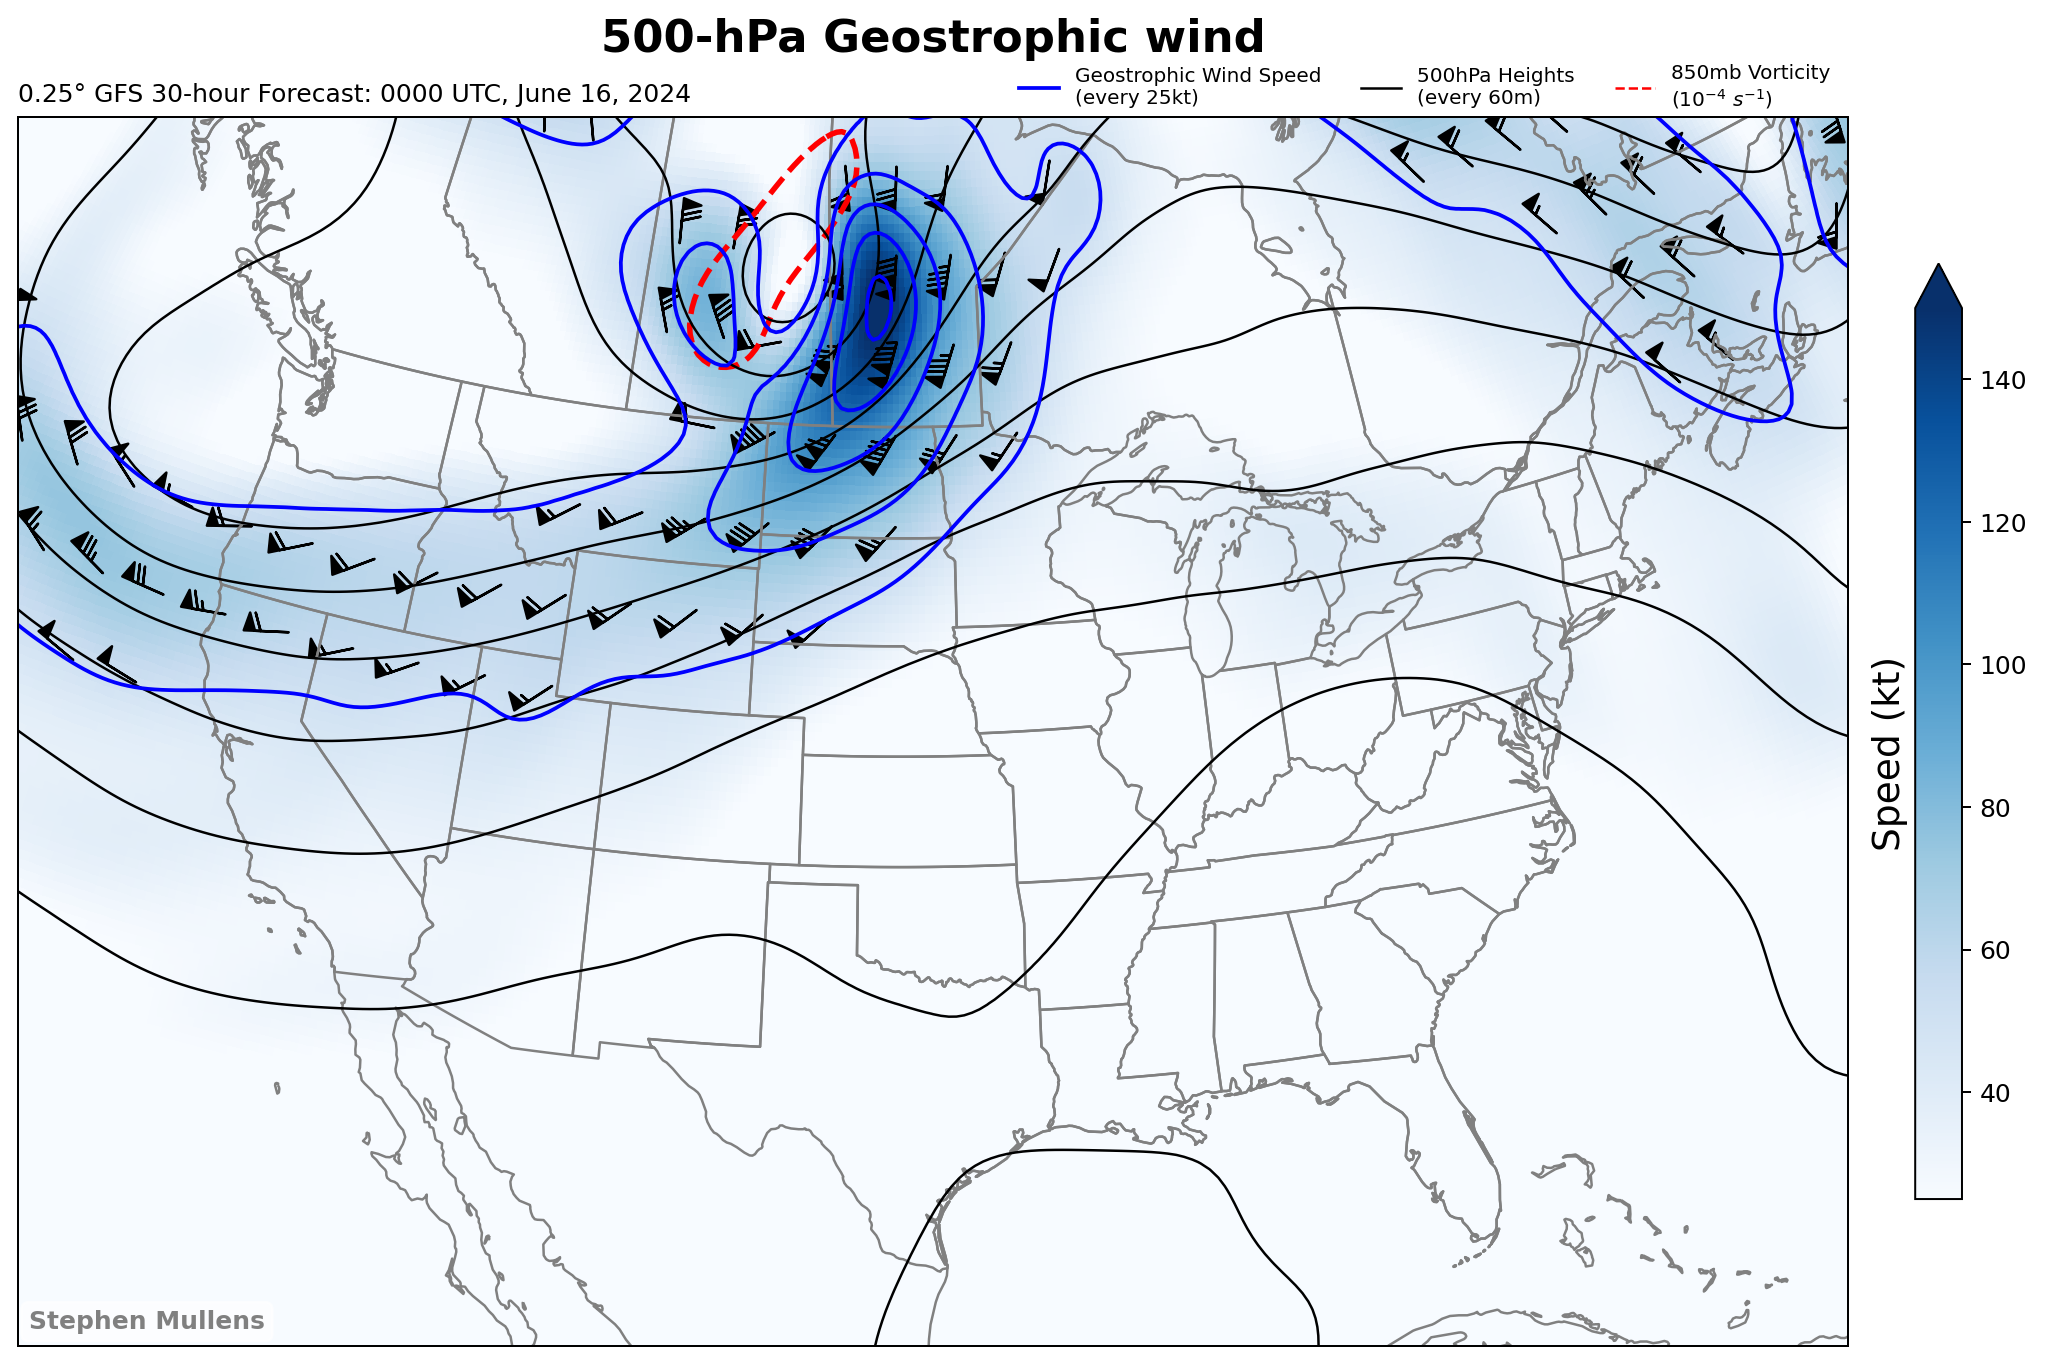 500-hPa Geostrophic wind
0.25° GFS 30-hour Forecast: 0000 UTC, June 16, 2024
Geostrophic Wind Speed
(every 25kt)
500hPa Heights
(every 60m)
850mb Vorticity
(10⁻⁴ s⁻¹)
140
120
100
80
60
40
Speed (kt)
Stephen Mullens